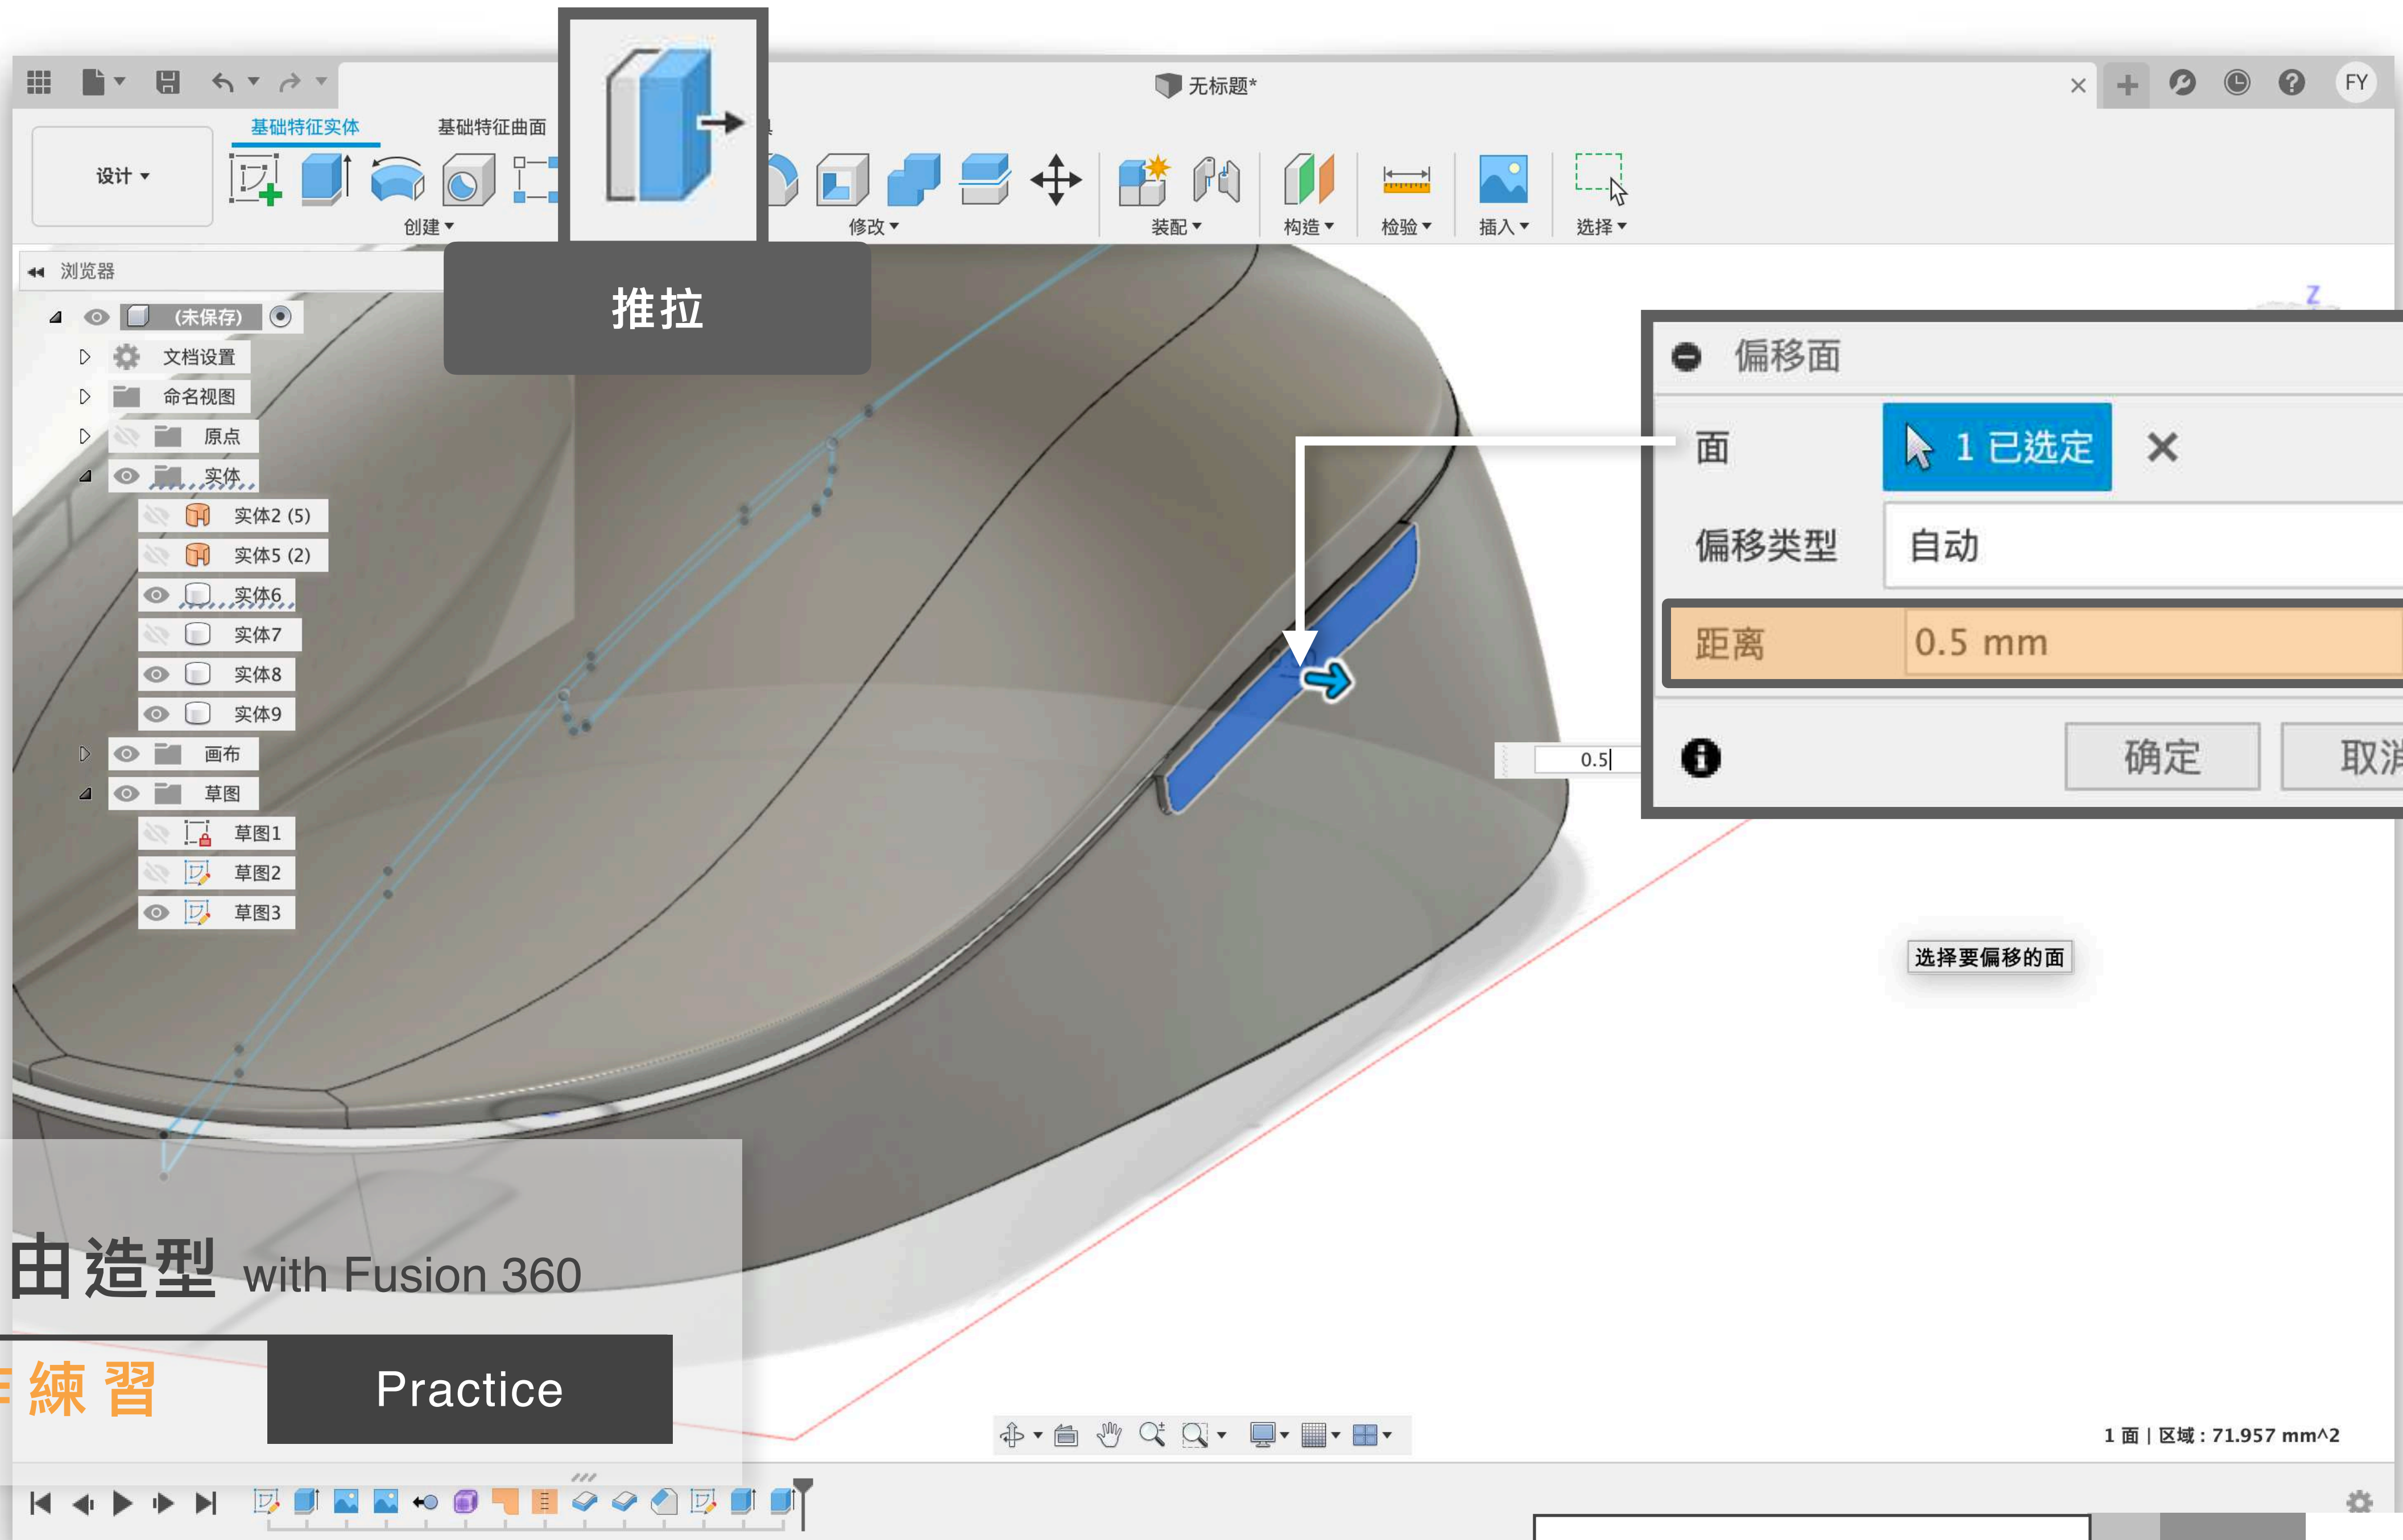 无标题*
FY
基础特征实体
基础特征曲面
设计
创建
修改
装配
构造
检验
插入
选择
推拉
浏览器
(未保存)
文档设置
命名视图
原点
实体
实体2 (5)
实体5 (2)
实体6
实体7
实体8
实体9
画布
草图
草图1
草图2
草图3
Z
偏移面
面 1 已选定
偏移类型 自动
距离 0.5 mm
确定
0.5
选择要偏移的面
由造型 with Fusion 360
練習
Practice
1 面 | 区域 : 71.957 mm^2